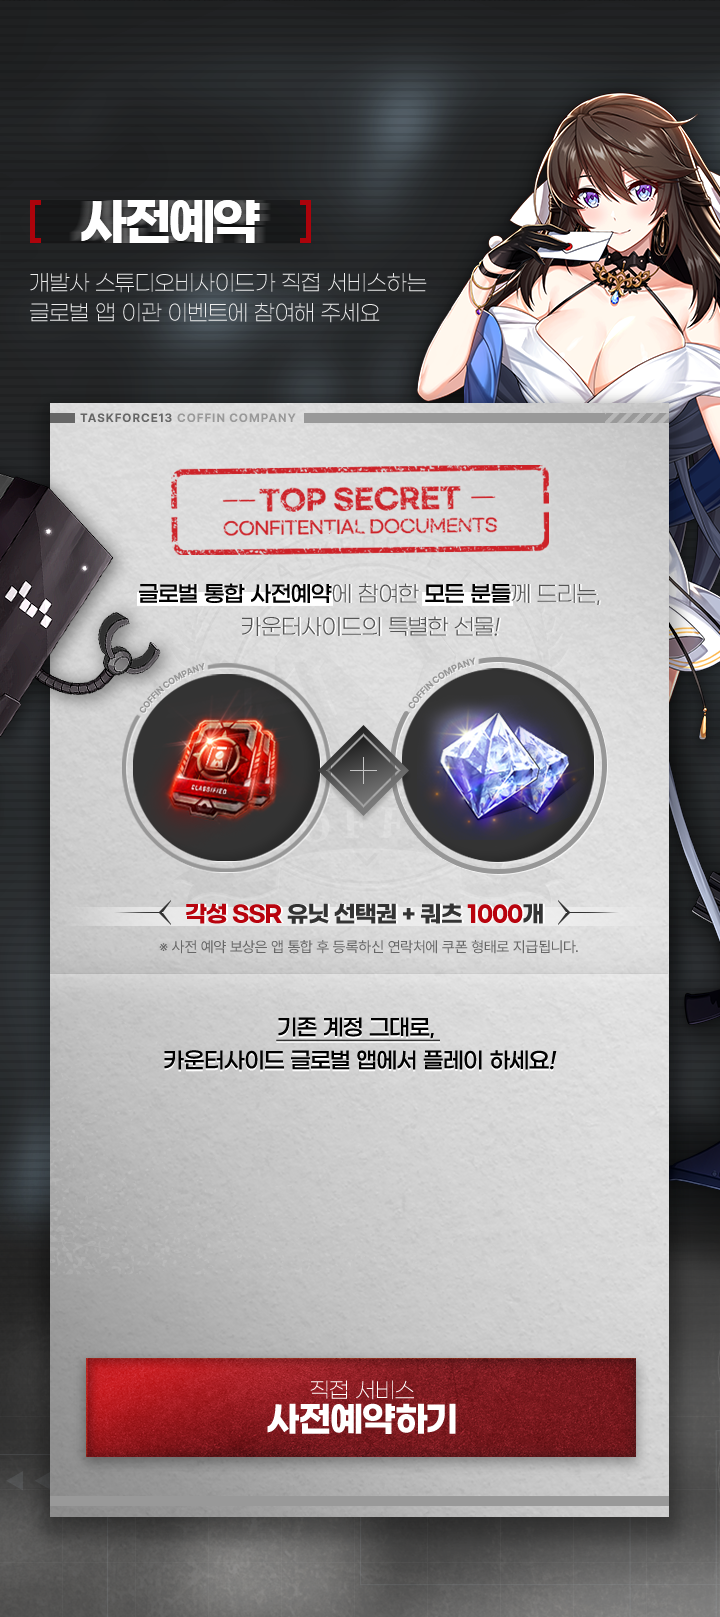 [ 사전예약 ]
개발사 스튜디오비사이드가 직접 서비스하는
글로벌 앱 이관 이벤트에 참여해 주세요
TASKFORCE13 COFFIN COMPANY
TOP SECRET
CONFITENTIAL DOCUMENTS
글로벌 통합 사전예약에 참여한 모든 분들께 드리는,
카운터사이드의 특별한 선물!
COFFIN COMPANY
COFFIN COMPANY
CLASSIFIED
각성 SSR 유닛 선택권 + 쿼츠 1000개
※ 사전 예약 보상은 앱 통합 후 등록하신 연락처에 쿠폰 형태로 지급됩니다.
기존 계정 그대로,
카운터사이드 글로벌 앱에서 플레이 하세요!
직접 서비스
사전예약하기